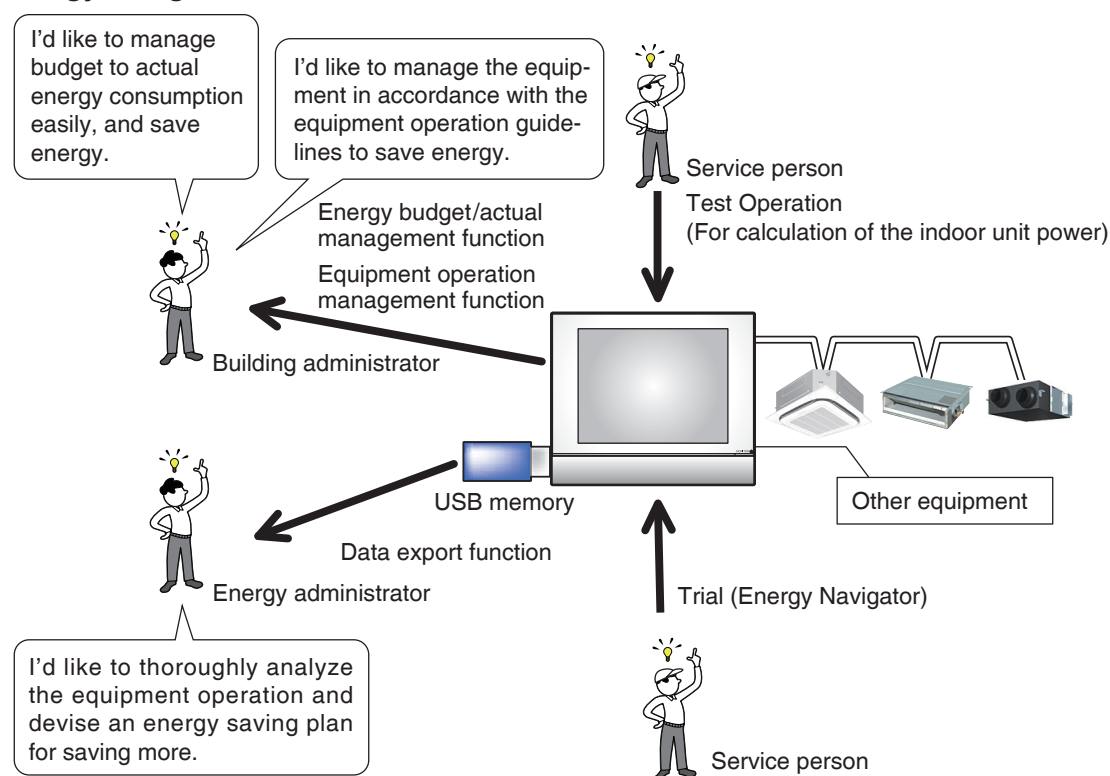 I'd like to manage
budget to actual
energy consumption
easily, and save
energy.
I'd like to manage the equip-
ment in accordance with the
equipment operation guide-
lines to save energy.
Service person
Test Operation
(For calculation of the indoor unit power)
Energy budget/actual
management function
Equipment operation
management function
Building administrator
USB memory
Other equipment
Data export function
Energy administrator
Trial (Energy Navigator)
I'd like to thoroughly analyze
the equipment operation and
devise an energy saving plan
for saving more.
Service person